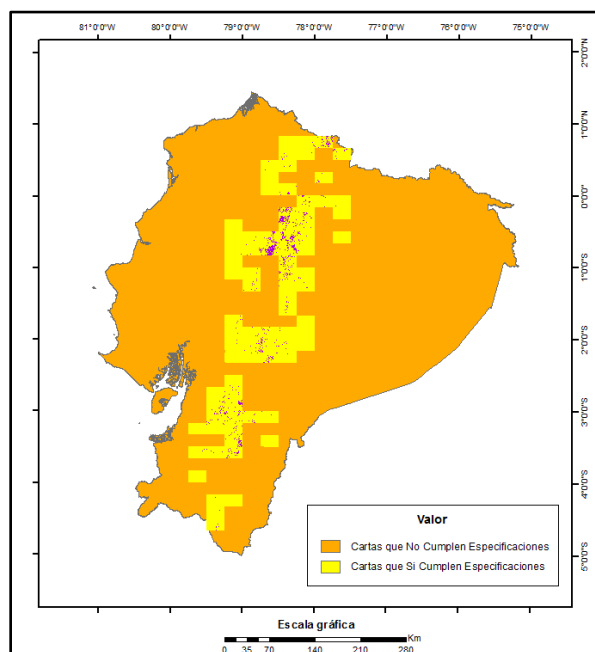 81°0'0"W 80°0'0"W 79°0'0"W 78°0'0"W 77°0'0"W 76°0'0"W 75°0'0"W
2°0'0"N
1°0'0"N
0°0'0"
1°0'0"S
2°0'0"S
3°0'0"S
4°0'0"S
5°0'0"S
Valor
Cartas que No Cumplen Especificaciones
Cartas que Si Cumplen Especificaciones
Escala gráfica
Km
0 35 70 140 210 280